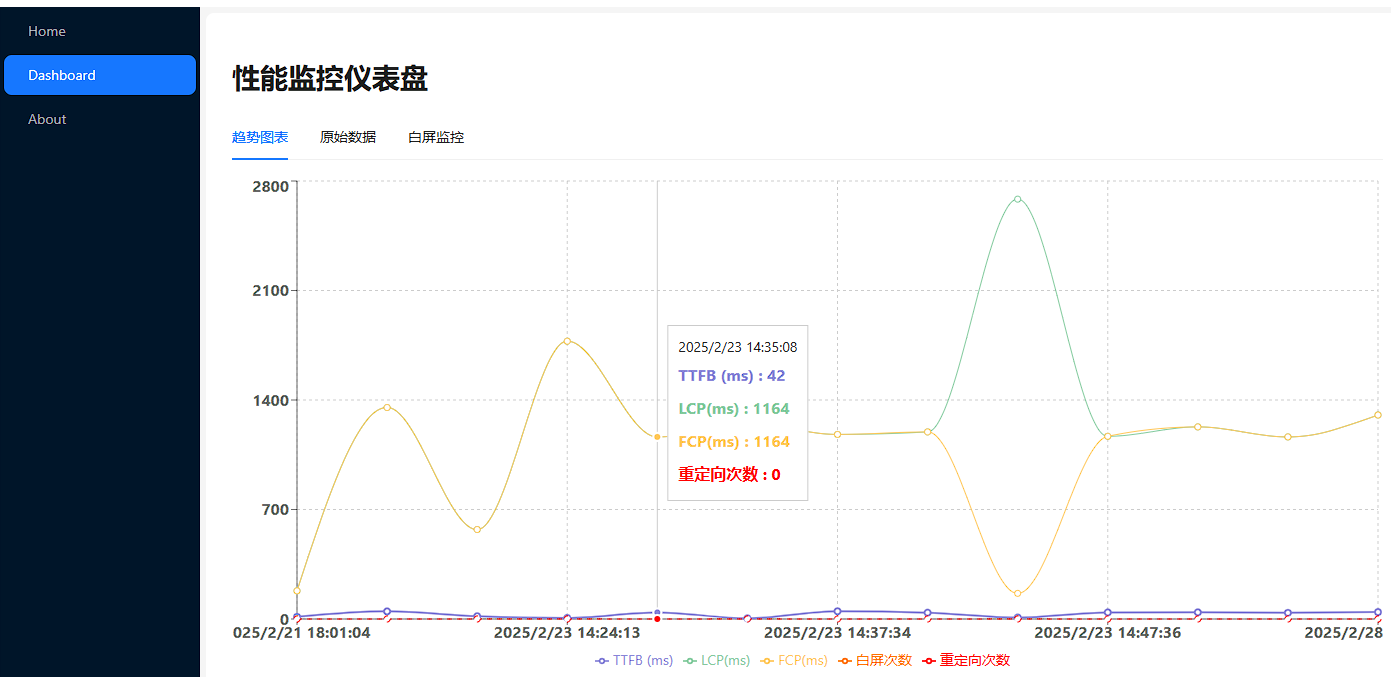 Home
Dashboard
About
性能监控仪表盘
趋势图表 原始数据 白屏监控
2800
2100
1400
700
0
2025/2/23 14:35:08
TTFB (ms) : 42
LCP(ms) : 1164
FCP(ms) : 1164
重定向次数 : 0
025/2/21 18:01:04 2025/2/23 14:24:13 2025/2/23 14:37:34 2025/2/23 14:47:36 2025/2/28
TTFB (ms) LCP(ms) FCP(ms) 白屏次数 重定向次数